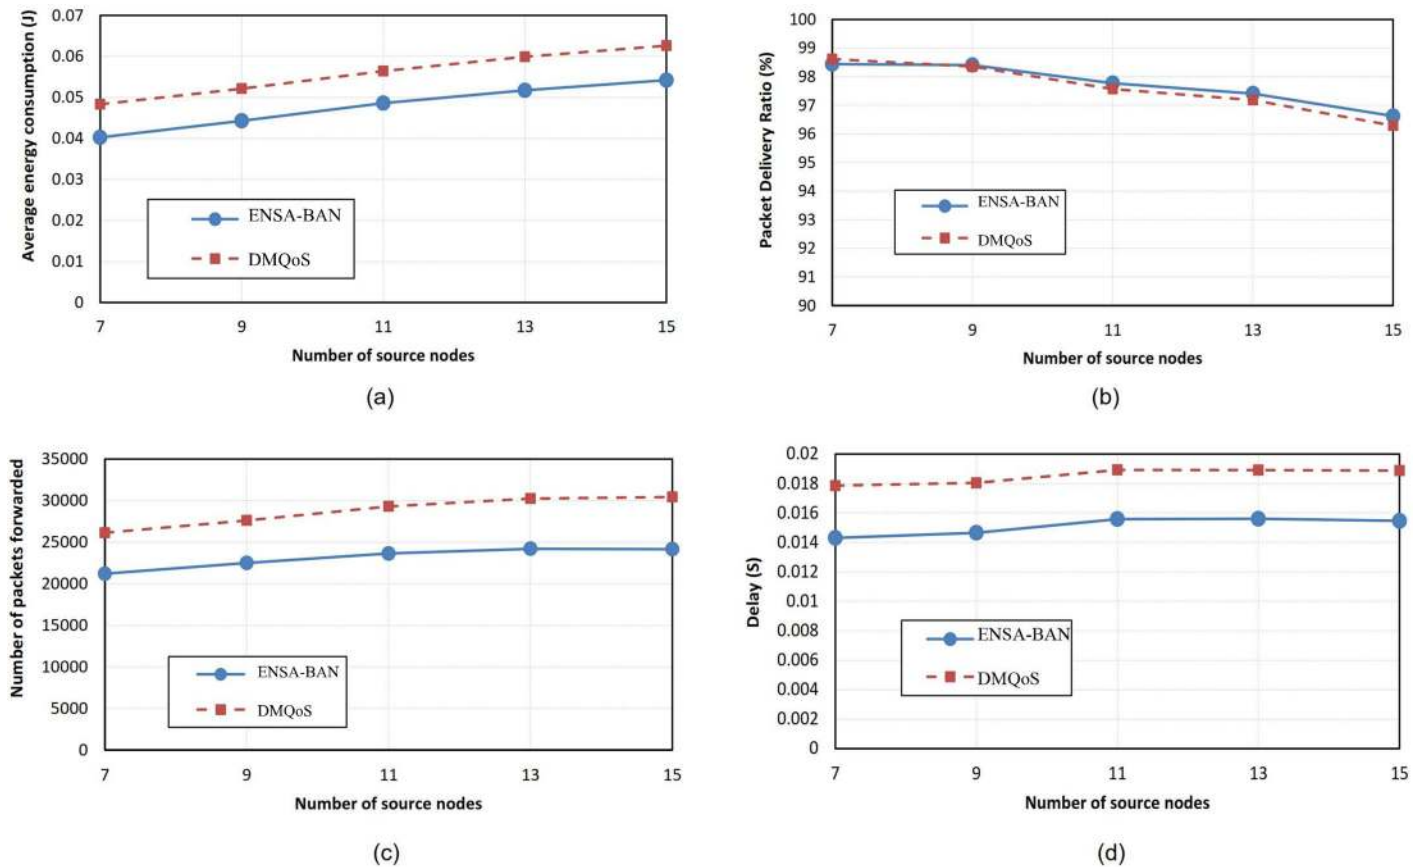 Average energy consumption (J)
0.07
0.06
0.05
0.04
0.03
0.02
0.01
0
ENSA-BAN
DMQoS
7 9 11 13 15
Number of source nodes
(a)
Packet Delivery Ratio (%)
100
99
98
97
96
95
94
93
92
91
90
ENSA-BAN
DMQoS
7 9 11 13 15
Number of source nodes
(b)
Number of packets forwarded
35000
30000
25000
20000
15000
10000
5000
0
ENSA-BAN
DMQoS
7 9 11 13 15
Number of source nodes
(c)
Delay (S)
0.02
0.018
0.016
0.014
0.012
0.01
0.008
0.006
0.004
0.002
0
ENSA-BAN
DMQoS
7 9 11 13 15
Number of source nodes
(d)